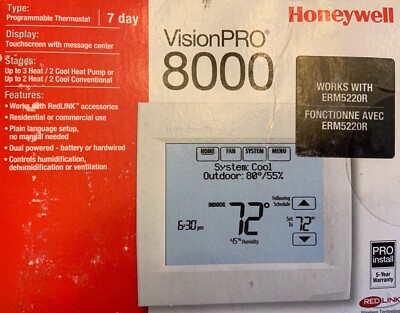 Type:
Programmable Thermostat 7 day
Display:
Touchscreen with message center
Stages:
Up to 3 Heat / 2 Cool Heat Pump or
Up to 2 Heat / 2 Cool Conventional
Features:
• Works with RedLINK™ accessories
• Residential or commercial use
• Plain language setup,
no manual needed
• Dual powered - battery or hardwired
• Controls humidification,
dehumidification or ventilation
Honeywell
VisionPRO®
8000
WORKS WITH
ERM5220R
FONCTIONNE AVEC
ERM5220R
HOME FAN SYSTEM MENU
System: Cool
Outdoor: 80°/55%
INDOOR 72°
Following
Schedule
6:30 pm
Set
To 72°
45% Humidity
PRO
install
5-Year
Warranty
REDLINK
Wireless Technology